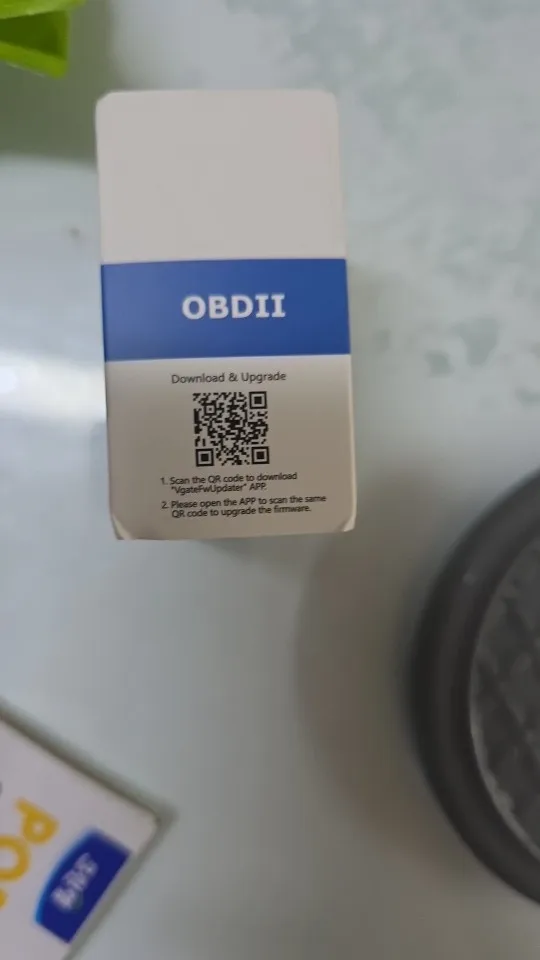 OBDII
Download & Upgrade
1. Scan the QR code to download
"VgateFwUpdater" APP.
2. Please open the APP to scan the same
QR code to upgrade the firmware.